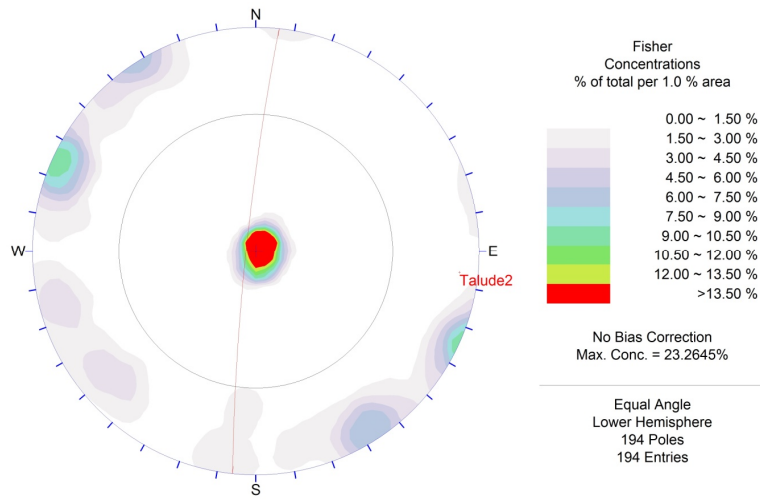 N
W
E
S
Talude2
Fisher
Concentrations
% of total per 1.0 % area
0.00 ~ 1.50 %
1.50 ~ 3.00 %
3.00 ~ 4.50 %
4.50 ~ 6.00 %
6.00 ~ 7.50 %
7.50 ~ 9.00 %
9.00 ~ 10.50 %
10.50 ~ 12.00 %
12.00 ~ 13.50 %
>13.50 %
No Bias Correction
Max. Conc. = 23.2645%
Equal Angle
Lower Hemisphere
194 Poles
194 Entries